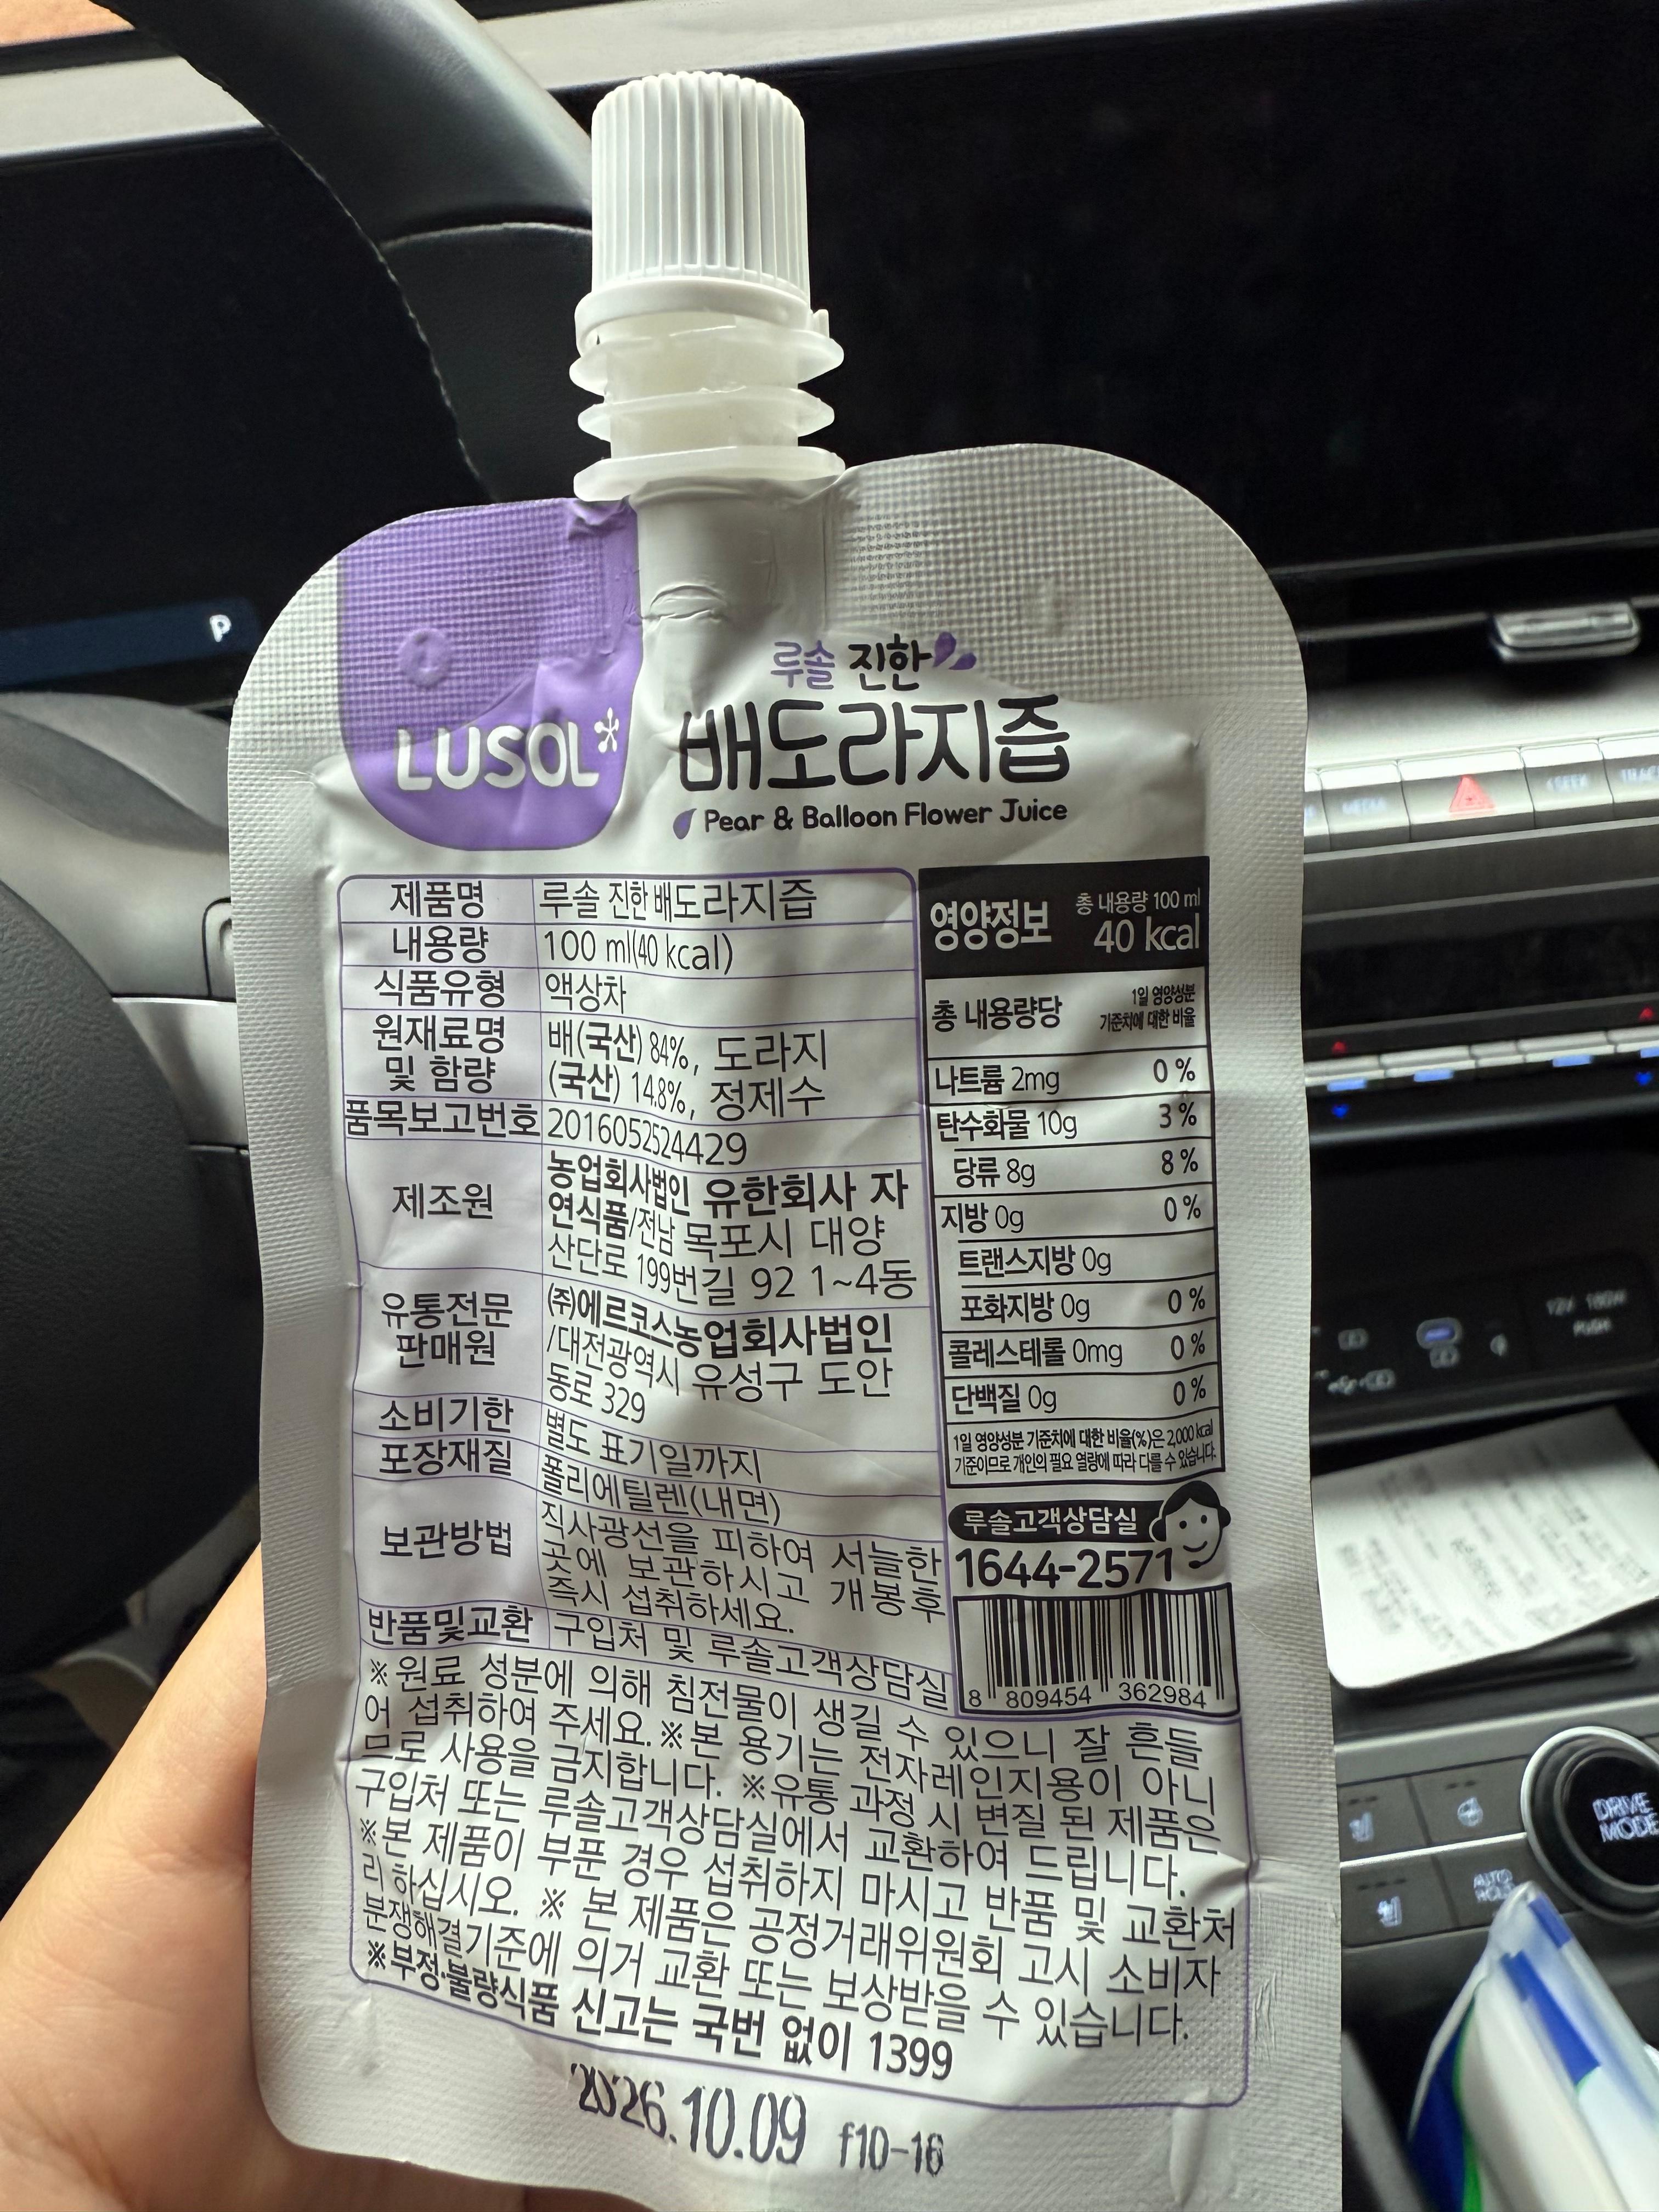 P
루솔 진한
LUSOL
배도라지즙
Pear & Balloon Flower Juice
제품명 루솔 진한 배도라지즙
내용량 100 ml(40 kcal)
식품유형 액상차
원재료명 및 함량
배(국산) 84%, 도라지
(국산) 14.8%, 정제수
품목보고번호 2016052524429
제조원
농업회사법인 유한회사 자
연식품/전남 목포시 대양
산단로 199번길 92 1~4동
유통전문 판매원
(주)에르코스농업회사법인
/대전광역시 유성구 도안
동로 329
소비기한 별도 표기일까지
포장재질 폴리에틸렌(내면)
보관방법
직사광선을 피하여 서늘한
곳에 보관하시고 개봉후
즉시 섭취하세요.
반품및교환 구입처 및 루솔고객상담실
영양정보
총 내용량 100 ml
40 kcal
총 내용량당
1일 영양성분
기준치에 대한 비율
나트륨 2mg 0 %
탄수화물 10g 3 %
당류 8g 8 %
지방 0g 0 %
트랜스지방 0g
포화지방 0g 0 %
콜레스테롤 0mg 0 %
단백질 0g 0 %
1일 영양성분 기준치에 대한 비율(%)은 2,000 kcal
기준이므로 개인의 필요 열량에 따라 다를 수 있습니다.
루솔고객상담실
1644-2571
8 809454 362984
※원료 성분에 의해 침전물이 생길 수 있으니 잘 흔들
어 섭취하여 주세요.※본 용기는 전자레인지용이 아니
므로 사용을 금지합니다. ※유통 과정 시 변질 된 제품은
구입처 또는 루솔고객상담실에서 교환하여 드립니다.
※본 제품이 부푼 경우 섭취하지 마시고 반품 및 교환처
리 하십시오. ※ 본 제품은 공정거래위원회 고시 소비자
분쟁해결기준에 의거 교환 또는 보상받을 수 있습니다.
※부정·불량식품 신고는 국번 없이 1399
2026.10.09 f10-16
MEDIA
SEEK
12V 180W
PUSH
DRIVE
MODE
AUTO
HOLD